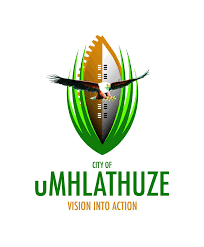 CITY OF
uMHLATHUZE
VISION INTO ACTION